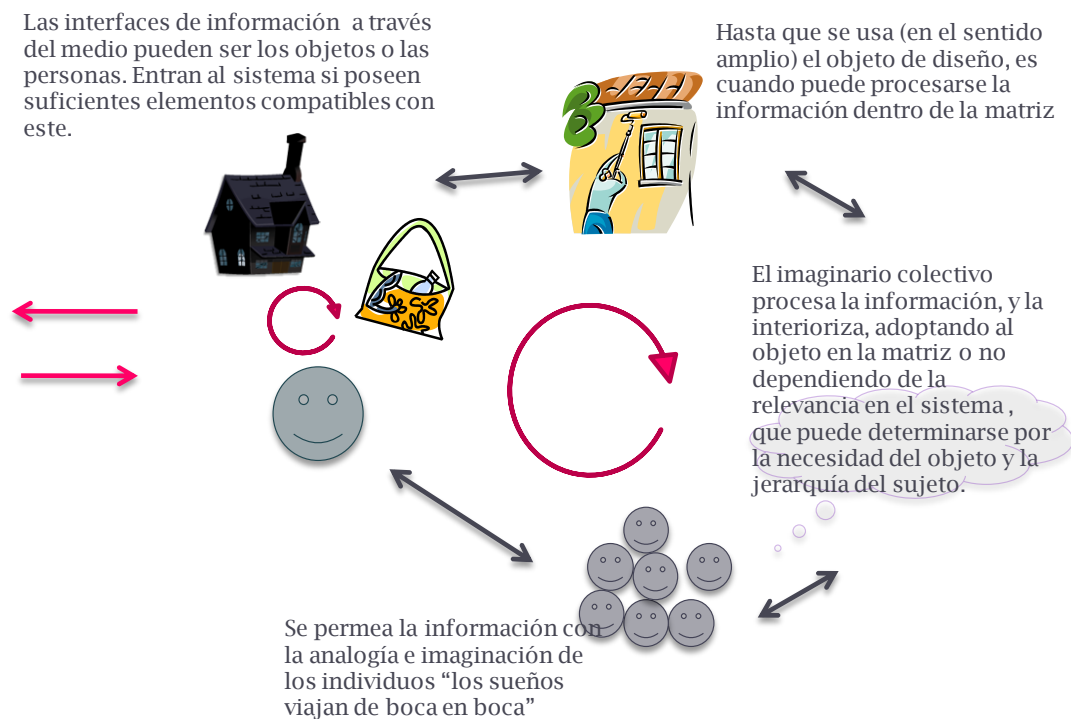 Las interfaces de información  a través
del medio pueden ser los objetos o las
personas. Entran al sistema si poseen
suficientes elementos compatibles con
este.
Hasta que se usa (en el sentido
amplio) el objeto de diseño, es
cuando puede procesarse la
información dentro de la matriz
El imaginario colectivo
procesa la información, y la
interioriza, adoptando al
objeto en la matriz o no
dependiendo de la
relevancia en el sistema ,
que puede determinarse por
la necesidad del objeto y la
jerarquía del sujeto.
Se permea la información con
la analogía e imaginación de
los individuos “los sueños
viajan de boca en boca”